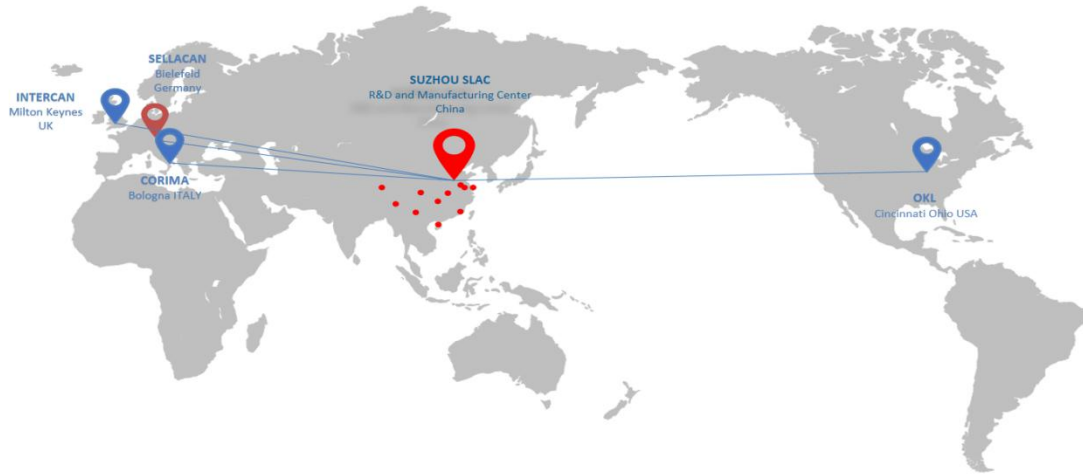 SELLACAN
Bielefeld
Germany
INTERCAN
Milton Keynes
UK
CORIMA
Bologna ITALY
SUZHOU SLAC
R&D and Manufacturing Center
China
OKL
Cincinnati Ohio USA